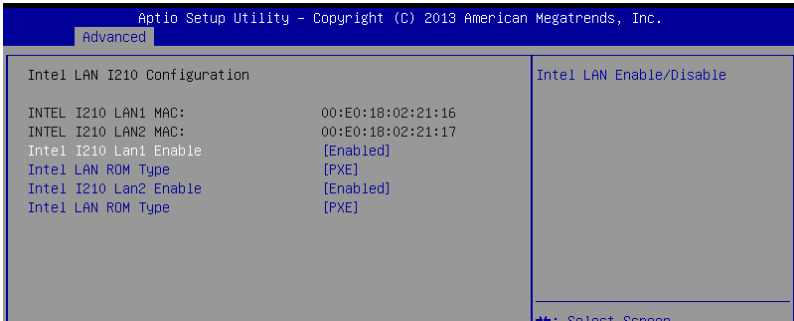 Aptio Setup Utility – Copyright (C) 2013 American Megatrends, Inc.
Advanced
Intel LAN I210 Configuration
INTEL I210 LAN1 MAC: 00:E0:18:02:21:16
INTEL I210 LAN2 MAC: 00:E0:18:02:21:17
Intel I210 Lan1 Enable [Enabled]
Intel LAN ROM Type [PXE]
Intel I210 Lan2 Enable [Enabled]
Intel LAN ROM Type [PXE]
Intel LAN Enable/Disable
: Select Screen